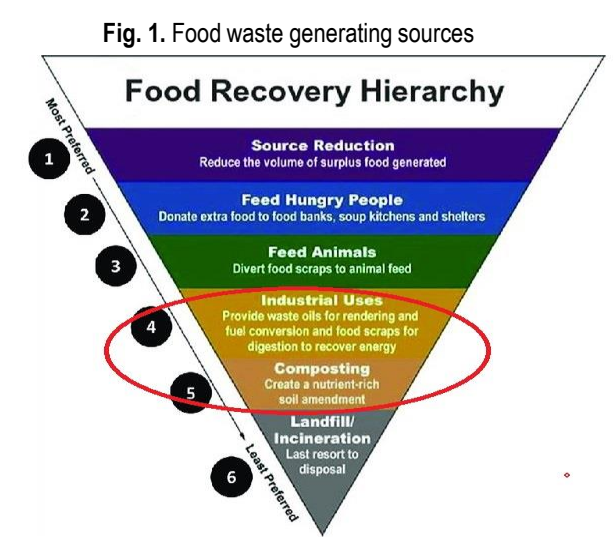 Fig. 1. Food waste generating sources
Food Recovery Hierarchy
Most Preferred
1
Source Reduction
Reduce the volume of surplus food generated
2
Feed Hungry People
Donate extra food to food banks, soup kitchens and shelters
3
Feed Animals
Divert food scraps to animal feed
4
Industrial Uses
Provide waste oils for rendering and
fuel conversion and food scraps for
digestion to recover energy
5
Composting
Create a nutrient-rich
soil amendment
6
Landfill/
Incineration
Last resort to
disposal
Least Preferred